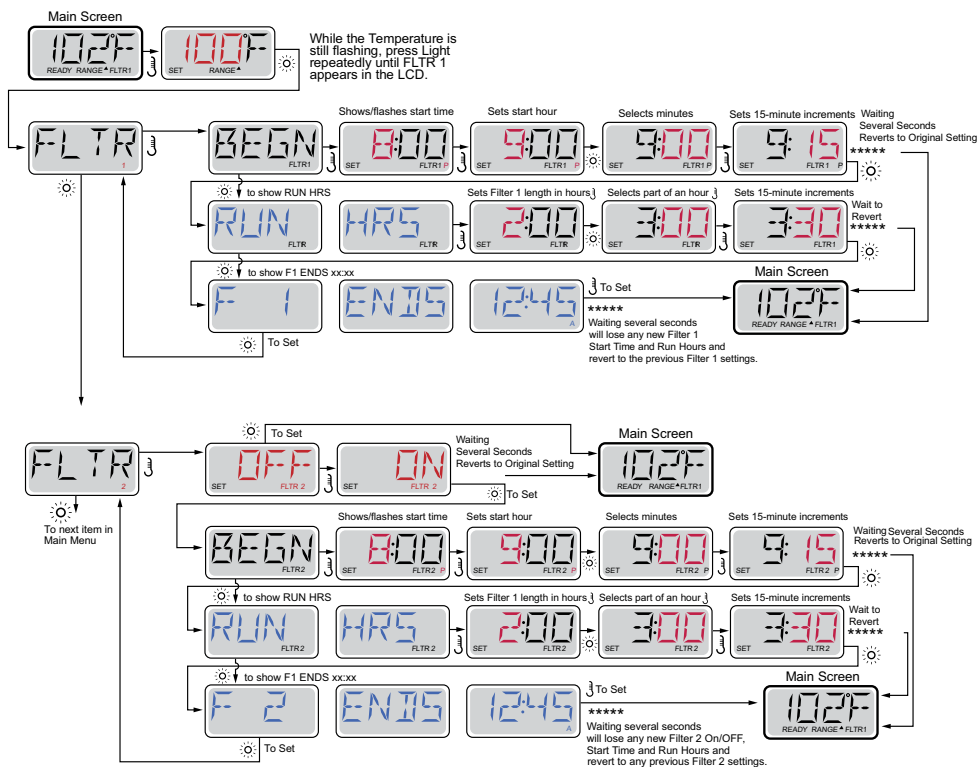 Main Screen
102°F
READY RANGE FLTR1
100°F
SET RANGE
While the Temperature is
still flashing, press Light
repeatedly until FLTR 1
appears in the LCD.
FLTR
1
BEGN
FLTR1
Shows/flashes start time
8:00
SET FLTR1 P
Sets start hour
9:00
SET FLTR1 P
Selects minutes
9:00
SET FLTR1 P
Sets 15-minute increments
9:15
SET FLTR1 P
Waiting
Several Seconds
Reverts to Original Setting
*****
to show RUN HRS
RUN
FLTR
HRS
FLTR
Sets Filter 1 length in hours
2:00
SET FLTR
Selects part of an hour
3:00
SET FLTR
Sets 15-minute increments
3:30
SET FLTR1
Wait to
Revert
*****
to show F1 ENDS xx:xx
F 1
ENDS
12:45
A
To Set
*****
Waiting several seconds
will lose any new Filter 1
Start Time and Run Hours and
revert to the previous Filter 1 settings.
Main Screen
102°F
READY RANGE FLTR1
To Set
FLTR
2
To next item in
Main Menu
To Set
OFF
SET FLTR 2
ON
SET FLTR 2
Waiting
Several Seconds
Reverts to Original Setting
To Set
Main Screen
102°F
READY RANGE FLTR1
BEGN
FLTR2
Shows/flashes start time
8:00
SET FLTR2 P
Sets start hour
9:00
SET FLTR2 P
Selects minutes
9:00
SET FLTR2 P
Sets 15-minute increments
9:15
SET FLTR2 P
Waiting Several Seconds
Reverts to Original Setting
*****
to show RUN HRS
RUN
FLTR2
HRS
FLTR2
Sets Filter 1 length in hours
2:00
SET FLTR2
Selects part of an hour
3:00
SET FLTR2
Sets 15-minute increments
3:30
SET FLTR2
Wait to
Revert
*****
to show F1 ENDS xx:xx
F 2
ENDS
12:45
A
To Set
*****
Waiting several seconds
will lose any new Filter 2 On/OFF,
Start Time and Run Hours and
revert to any previous Filter 2 settings.
Main Screen
102°F
READY RANGE FLTR1
To Set